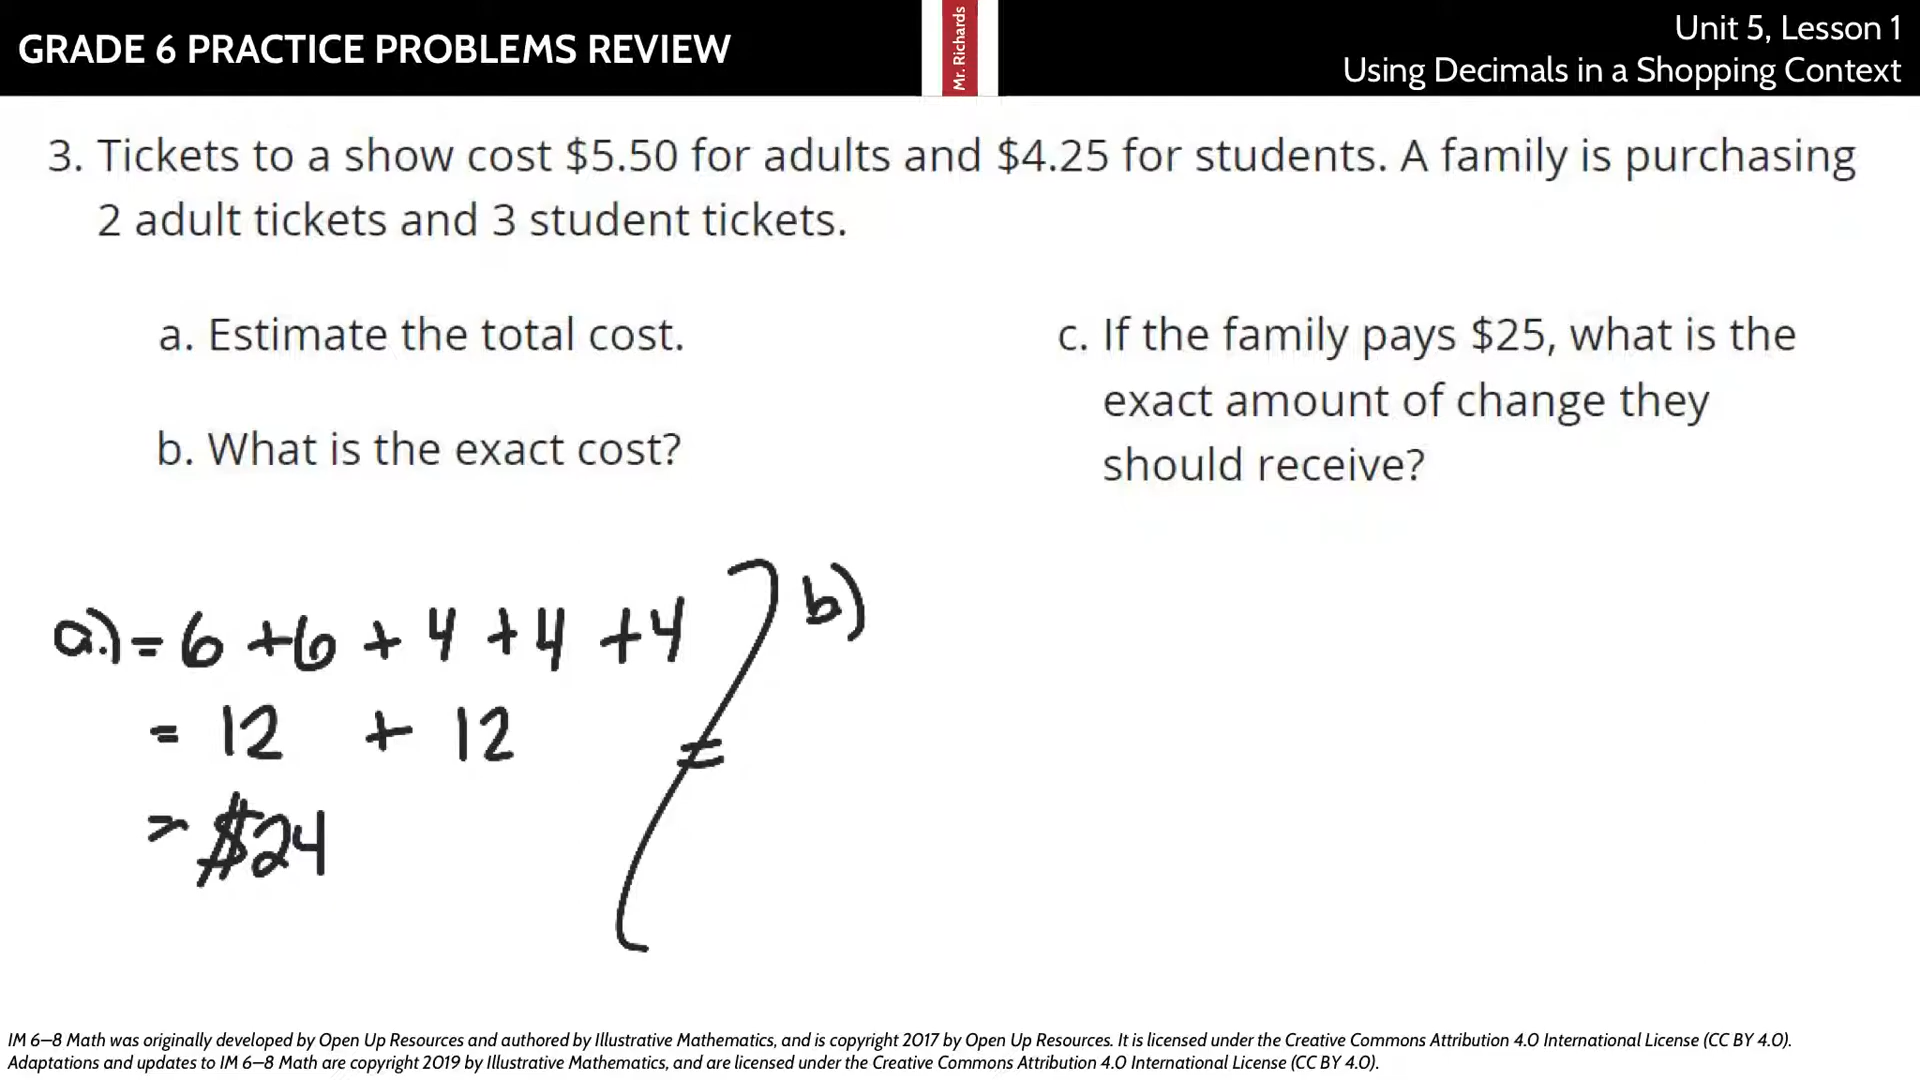 GRADE 6 PRACTICE PROBLEMS REVIEW
Mr. Richards
Unit 5, Lesson 1
Using Decimals in a Shopping Context
3. Tickets to a show cost $5.50 for adults and $4.25 for students. A family is purchasing
2 adult tickets and 3 student tickets.
a. Estimate the total cost.
b. What is the exact cost?
c. If the family pays $25, what is the
exact amount of change they
should receive?
a.) = 6 + 6 + 4 + 4 + 4
= 12 + 12
= $24
b)
IM 6–8 Math was originally developed by Open Up Resources and authored by Illustrative Mathematics, and is copyright 2017 by Open Up Resources. It is licensed under the Creative Commons Attribution 4.0 International License (CC BY 4.0).
Adaptations and updates to IM 6–8 Math are copyright 2019 by Illustrative Mathematics, and are licensed under the Creative Commons Attribution 4.0 International License (CC BY 4.0).